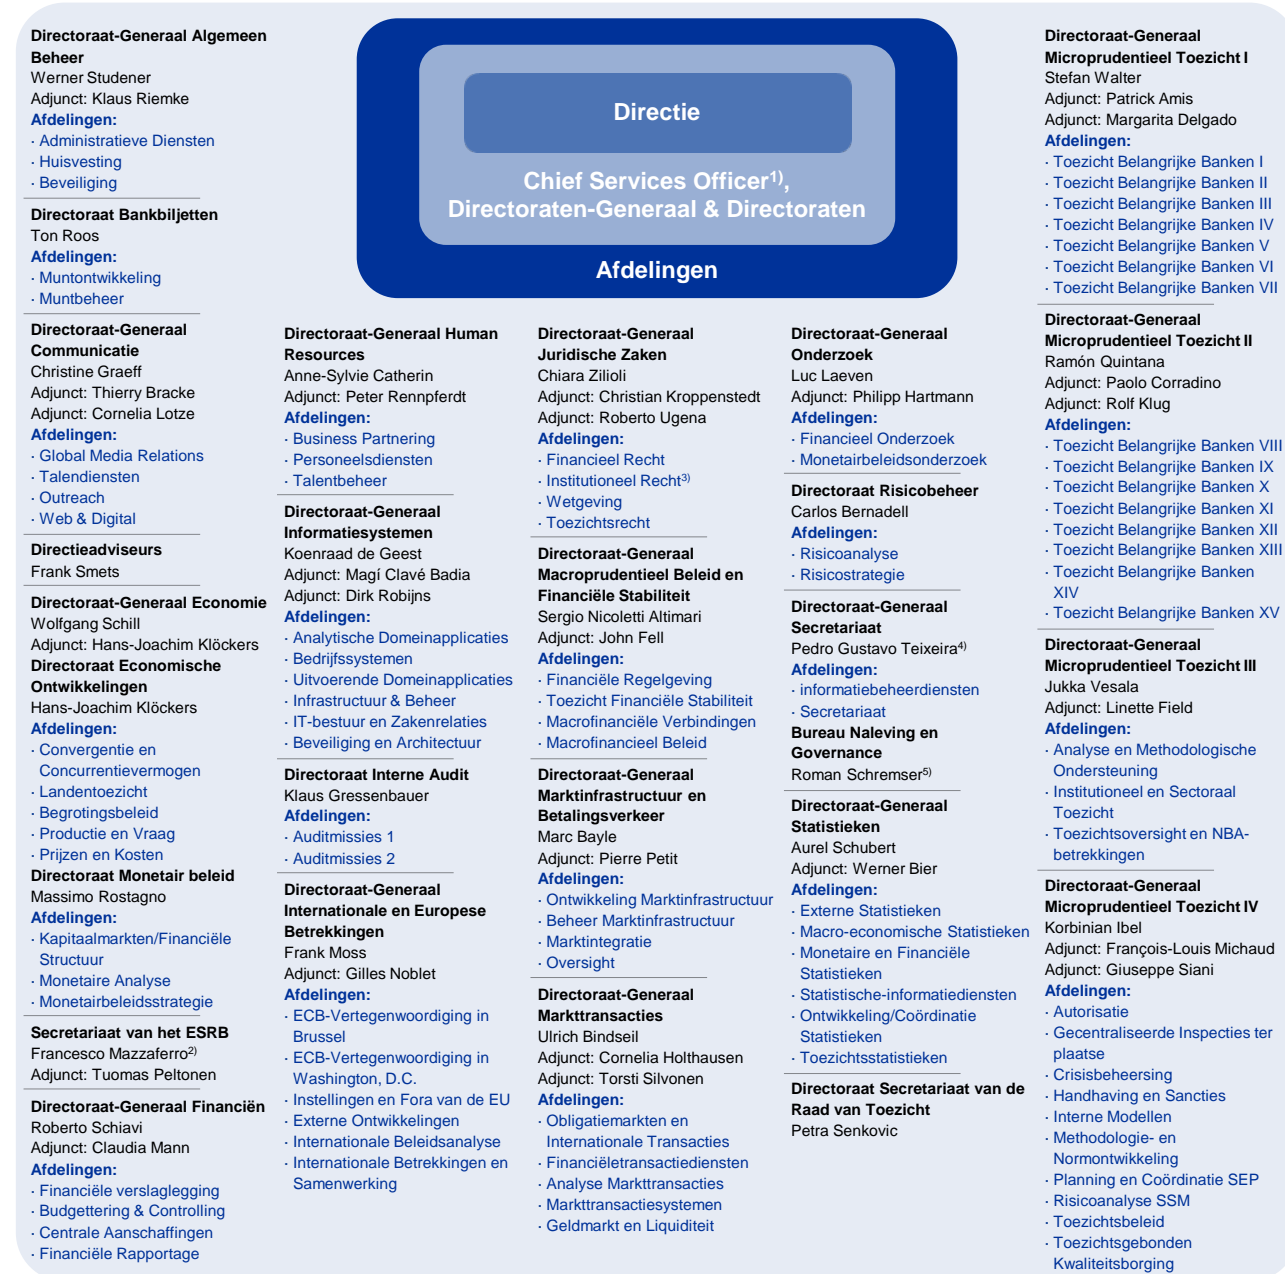 Directoraat-Generaal Algemeen
Beheer
Werner Studener
Adjunct: Klaus Riemke
Afdelingen:
· Administratieve Diensten
· Huisvesting
· Beveiliging
Directoraat Bankbiljetten
Ton Roos
Afdelingen:
· Muntontwikkeling
· Muntbeheer
Directoraat-Generaal
Communicatie
Christine Graeff
Adjunct: Thierry Bracke
Adjunct: Cornelia Lotze
Afdelingen:
· Global Media Relations
· Talendiensten
· Outreach
· Web & Digital
Directieadviseurs
Frank Smets
Directoraat-Generaal Economie
Wolfgang Schill
Adjunct: Hans-Joachim Klöckers
Directoraat Economische
Ontwikkelingen
Hans-Joachim Klöckers
Afdelingen:
· Convergentie en
Concurrentievermogen
· Landentoezicht
· Begrotingsbeleid
· Productie en Vraag
· Prijzen en Kosten
Directoraat Monetair beleid
Massimo Rostagno
Afdelingen:
· Kapitaalmarkten/Financiële
Structuur
· Monetaire Analyse
· Monetairbeleidsstrategie
Secretariaat van het ESRB
Francesco Mazzaferro2)
Adjunct: Tuomas Peltonen
Directoraat-Generaal Financiën
Roberto Schiavi
Adjunct: Claudia Mann
Afdelingen:
· Financiële verslaglegging
· Budgettering & Controlling
· Centrale Aanschaffingen
· Financiële Rapportage
Directie
Chief Services Officer1),
Directoraten-Generaal & Directoraten
Afdelingen
Directoraat-Generaal Human
Resources
Anne-Sylvie Catherin
Adjunct: Peter Rennpferdt
Afdelingen:
· Business Partnering
· Personeelsdiensten
· Talentbeheer
Directoraat-Generaal
Informatiesystemen
Koenraad de Geest
Adjunct: Magí Clavé Badia
Adjunct: Dirk Robijns
Afdelingen:
· Analytische Domeinapplicaties
· Bedrijfssystemen
· Uitvoerende Domeinapplicaties
· Infrastructuur & Beheer
· IT-bestuur en Zakenrelaties
· Beveiliging en Architectuur
Directoraat Interne Audit
Klaus Gressenbauer
Afdelingen:
· Auditmissies 1
· Auditmissies 2
Directoraat-Generaal
Internationale en Europese
Betrekkingen
Frank Moss
Adjunct: Gilles Noblet
Afdelingen:
· ECB-Vertegenwoordiging in
Brussel
· ECB-Vertegenwoordiging in
Washington, D.C.
· Instellingen en Fora van de EU
· Externe Ontwikkelingen
· Internationale Beleidsanalyse
· Internationale Betrekkingen en
Samenwerking
Directoraat-Generaal
Juridische Zaken
Chiara Zilioli
Adjunct: Christian Kroppenstedt
Adjunct: Roberto Ugena
Afdelingen:
· Financieel Recht
· Institutioneel Recht3)
· Wetgeving
· Toezichtsrecht
Directoraat-Generaal
Macroprudentieel Beleid en
Financiële Stabiliteit
Sergio Nicoletti Altimari
Adjunct: John Fell
Afdelingen:
· Financiële Regelgeving
· Toezicht Financiële Stabiliteit
· Macrofinanciële Verbindingen
· Macrofinancieel Beleid
Directoraat-Generaal
Marktinfrastructuur en
Betalingsverkeer
Marc Bayle
Adjunct: Pierre Petit
Afdelingen:
· Ontwikkeling Marktinfrastructuur
· Beheer Marktinfrastructuur
· Marktintegratie
· Oversight
Directoraat-Generaal
Markttransacties
Ulrich Bindseil
Adjunct: Cornelia Holthausen
Adjunct: Torsti Silvonen
Afdelingen:
· Obligatiemarkten en
Internationale Transacties
· Financiëletransactiediensten
· Analyse Markttransacties
· Markttransactiesystemen
· Geldmarkt en Liquiditeit
Directoraat-Generaal
Onderzoek
Luc Laeven
Adjunct: Philipp Hartmann
Afdelingen:
· Financieel Onderzoek
· Monetairbeleidsonderzoek
Directoraat Risicobeheer
Carlos Bernadell
Afdelingen:
· Risicoanalyse
· Risicostrategie
Directoraat-Generaal
Secretariaat
Pedro Gustavo Teixeira4)
Afdelingen:
· informatiebeheerdiensten
· Secretariaat
Bureau Naleving en
Governance
Roman Schremser5)
Directoraat-Generaal
Statistieken
Aurel Schubert
Adjunct: Werner Bier
Afdelingen:
· Externe Statistieken
· Macro-economische Statistieken
· Monetaire en Financiële
Statistieken
· Statistische-informatiediensten
· Ontwikkeling/Coördinatie
Statistieken
· Toezichtsstatistieken
Directoraat Secretariaat van de
Raad van Toezicht
Petra Senkovic
Directoraat-Generaal
Microprudentieel Toezicht I
Stefan Walter
Adjunct: Patrick Amis
Adjunct: Margarita Delgado
Afdelingen:
· Toezicht Belangrijke Banken I
· Toezicht Belangrijke Banken II
· Toezicht Belangrijke Banken III
· Toezicht Belangrijke Banken IV
· Toezicht Belangrijke Banken V
· Toezicht Belangrijke Banken VI
· Toezicht Belangrijke Banken VII
Directoraat-Generaal
Microprudentieel Toezicht II
Ramón Quintana
Adjunct: Paolo Corradino
Adjunct: Rolf Klug
Afdelingen:
· Toezicht Belangrijke Banken VIII
· Toezicht Belangrijke Banken IX
· Toezicht Belangrijke Banken X
· Toezicht Belangrijke Banken XI
· Toezicht Belangrijke Banken XII
· Toezicht Belangrijke Banken XIII
· Toezicht Belangrijke Banken
XIV
· Toezicht Belangrijke Banken XV
Directoraat-Generaal
Microprudentieel Toezicht III
Jukka Vesala
Adjunct: Linette Field
Afdelingen:
· Analyse en Methodologische
Ondersteuning
· Institutioneel en Sectoraal
Toezicht
· Toezichtsoversight en NBA-
betrekkingen
Directoraat-Generaal
Microprudentieel Toezicht IV
Korbinian Ibel
Adjunct: François-Louis Michaud
Adjunct: Giuseppe Siani
Afdelingen:
· Autorisatie
· Gecentraliseerde Inspecties ter
plaatse
· Crisisbeheersing
· Handhaving en Sancties
· Interne Modellen
· Methodologie- en
Normontwikkeling
· Planning en Coördinatie SEP
· Risicoanalyse SSM
· Toezichtsbeleid
· Toezichtsgebonden
Kwaliteitsborging